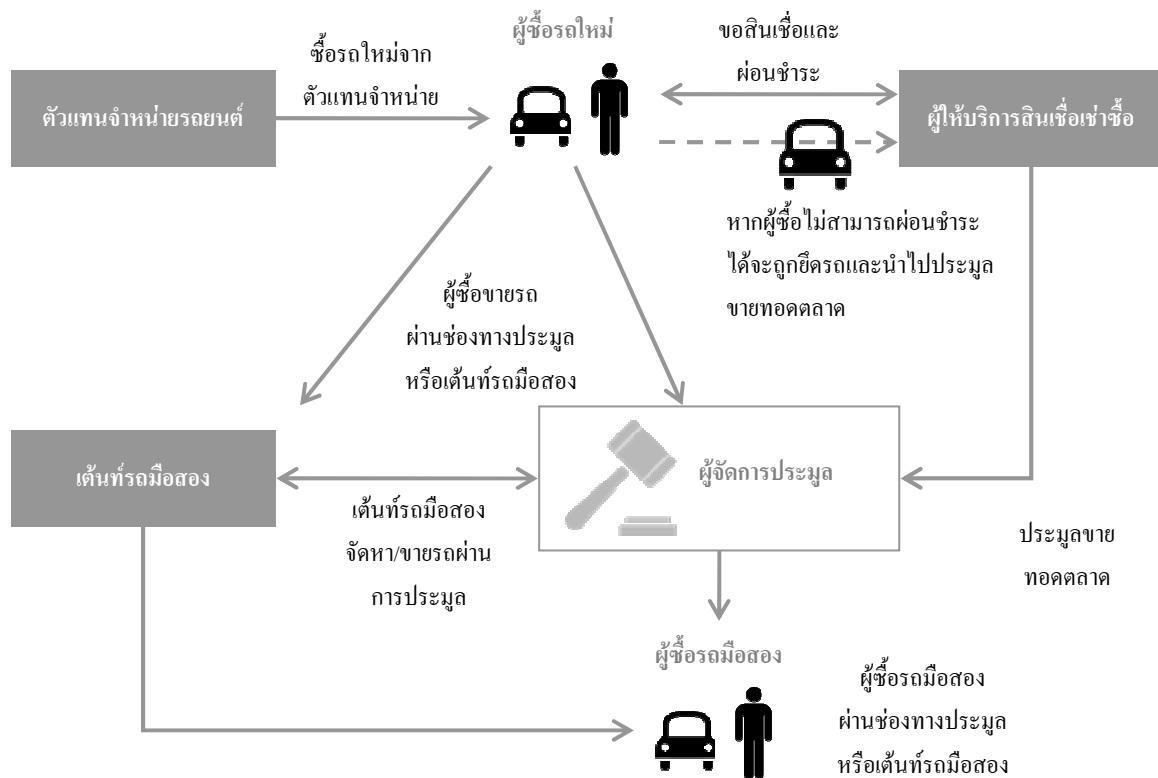 ผู้ซื้อรถใหม่
ซื้อรถใหม่จาก
ตัวแทนจำหน่าย
ขอสินเชื่อและ
ผ่อนชำระ
ตัวแทนจำหน่ายรถยนต์
ผู้ให้บริการสินเชื่อเช่าซื้อ
หากผู้ซื้อไม่สามารถผ่อนชำระ
ได้จะถูกยึดรถและนำไปประมูล
ขายทอดตลาด
ผู้ซื้อขายรถ
ผ่านช่องทางประมูล
หรือเต้นท์รถมือสอง
เต้นท์รถมือสอง
ผู้จัดการประมูล
เต้นท์รถมือสอง
จัดหา/ขายรถผ่าน
การประมูล
ประมูลขาย
ทอดตลาด
ผู้ซื้อรถมือสอง
ผู้ซื้อรถมือสอง
ผ่านช่องทางประมูล
หรือเต้นท์รถมือสอง